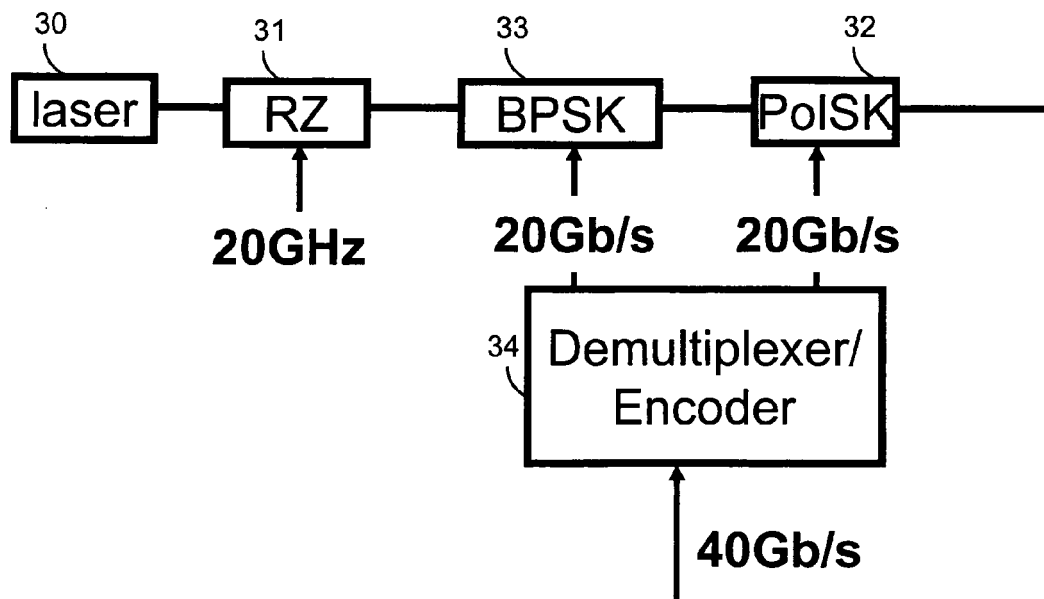 30 31 33 32
laser RZ BPSK PolSK
20GHz 20Gb/s 20Gb/s
34
Demultiplexer/
Encoder
40Gb/s